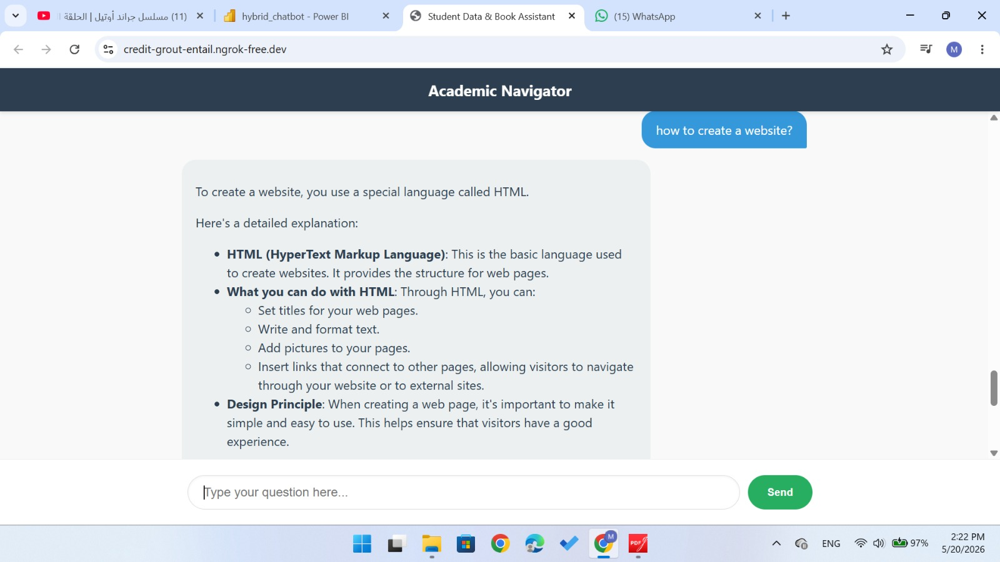 (11) مسلسل جراند أوتيل | الحلقة ا
hybrid_chatbot - Power BI
Student Data & Book Assistant
(15) WhatsApp
credit-grout-entail.ngrok-free.dev
M
Academic Navigator
how to create a website?
To create a website, you use a special language called HTML.
Here's a detailed explanation:
HTML (HyperText Markup Language): This is the basic language used
to create websites. It provides the structure for web pages.
What you can do with HTML: Through HTML, you can:
Set titles for your web pages.
Write and format text.
Add pictures to your pages.
Insert links that connect to other pages, allowing visitors to navigate
through your website or to external sites.
Design Principle: When creating a web page, it's important to make it
simple and easy to use. This helps ensure that visitors have a good
experience.
Type your question here...
Send
M
PDF
ENG
97%
2:22 PM
5/20/2026